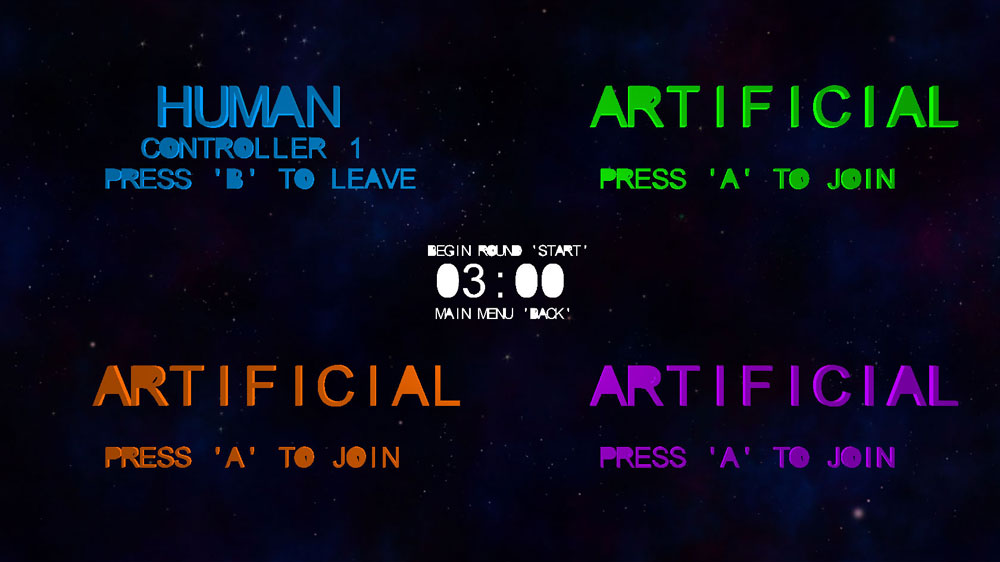 HUMAN
CONTROLLER 1
PRESS 'B' TO LEAVE
ARTIFICIAL
PRESS 'A' TO JOIN
BEGIN ROUND 'START'
03:00
MAIN MENU 'BACK'
ARTIFICIAL
PRESS 'A' TO JOIN
ARTIFICIAL
PRESS 'A' TO JOIN